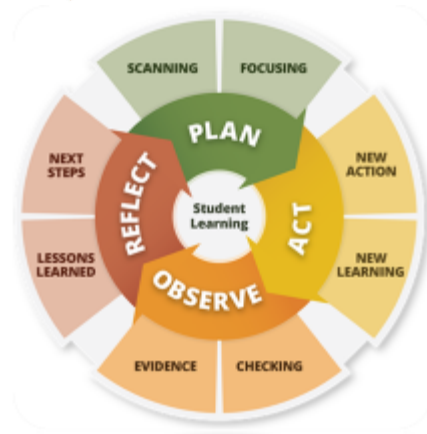 SCANNING
FOCUSING
PLAN
NEXT
STEPS
NEW
ACTION
REFLECT
Student
Learning
ACT
LESSONS
LEARNED
NEW
LEARNING
OBSERVE
EVIDENCE
CHECKING